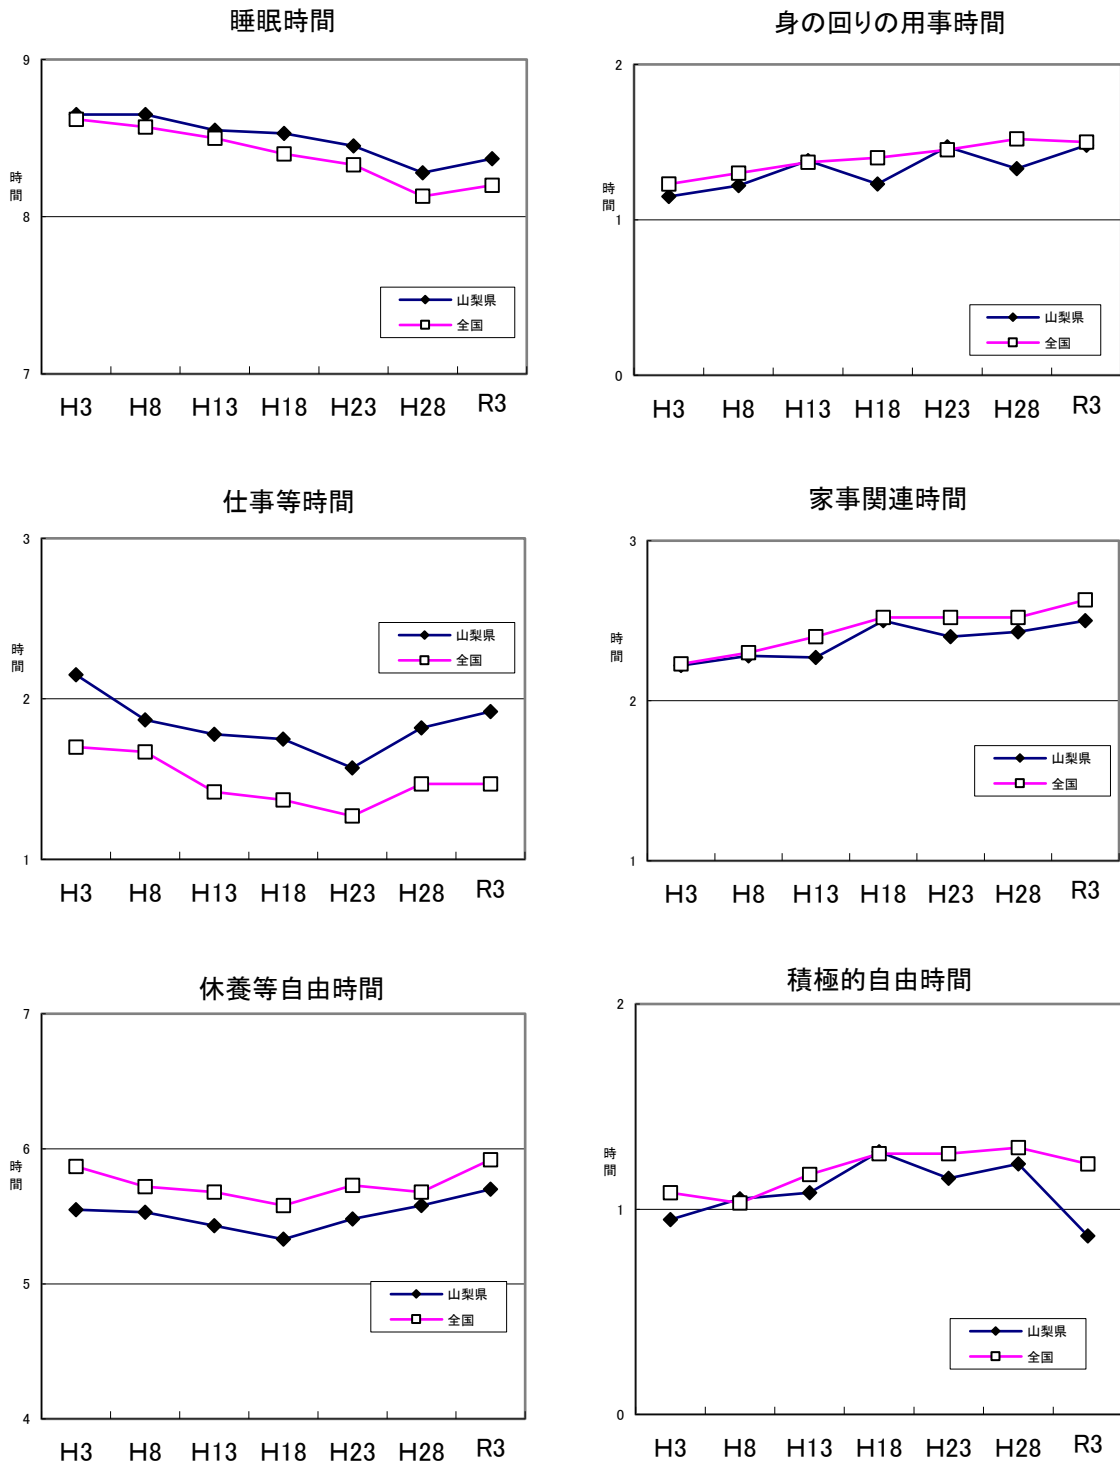 睡眠時間
9
8
7
時間
山梨県
全国
H3 H8 H13 H18 H23 H28 R3
身の回りの用事時間
2
1
0
時間
山梨県
全国
H3 H8 H13 H18 H23 H28 R3
仕事等時間
3
2
1
時間
山梨県
全国
H3 H8 H13 H18 H23 H28 R3
家事関連時間
3
2
1
時間
山梨県
全国
H3 H8 H13 H18 H23 H28 R3
休養等自由時間
7
6
5
4
時間
山梨県
全国
H3 H8 H13 H18 H23 H28 R3
積極的自由時間
2
1
0
時間
山梨県
全国
H3 H8 H13 H18 H23 H28 R3